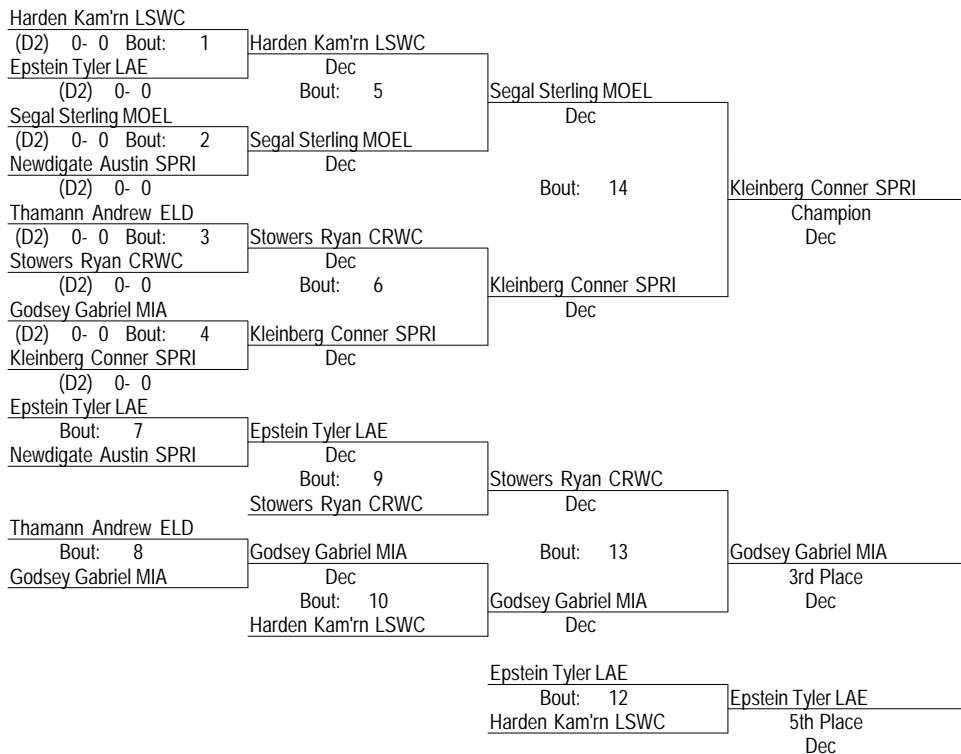 Harden Kam'rn LSWC
(D2) 0- 0 Bout: 1 Harden Kam'rn LSWC
Epstein Tyler LAE Dec
(D2) 0- 0 Bout: 5 Segal Sterling MOEL
Segal Sterling MOEL Dec
(D2) 0- 0 Bout: 2 Segal Sterling MOEL
Newdigate Austin SPRI Dec
(D2) 0- 0 Bout: 14 Kleinberg Conner SPRI
Thamann Andrew ELD Champion
(D2) 0- 0 Bout: 3 Stowers Ryan CRWC Dec
Stowers Ryan CRWC Dec
(D2) 0- 0 Bout: 6 Kleinberg Conner SPRI
Godsey Gabriel MIA Dec
(D2) 0- 0 Bout: 4 Kleinberg Conner SPRI
Kleinberg Conner SPRI Dec
(D2) 0- 0
Epstein Tyler LAE
Bout: 7 Epstein Tyler LAE
Newdigate Austin SPRI Dec
Bout: 9 Stowers Ryan CRWC
Stowers Ryan CRWC Dec
Thamann Andrew ELD
Bout: 8 Godsey Gabriel MIA Bout: 13 Godsey Gabriel MIA
Godsey Gabriel MIA Dec 3rd Place
Bout: 10 Godsey Gabriel MIA Dec
Harden Kam'rn LSWC Dec
Epstein Tyler LAE
Bout: 12 Epstein Tyler LAE
Harden Kam'rn LSWC 5th Place
Dec